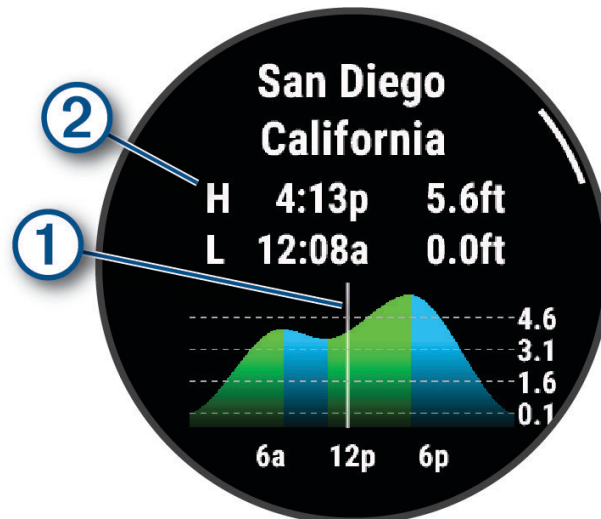 San Diego
California
2
H 4:13p 5.6ft
1
L 12:08a 0.0ft
4.6
3.1
1.6
0.1
6a 12p 6p